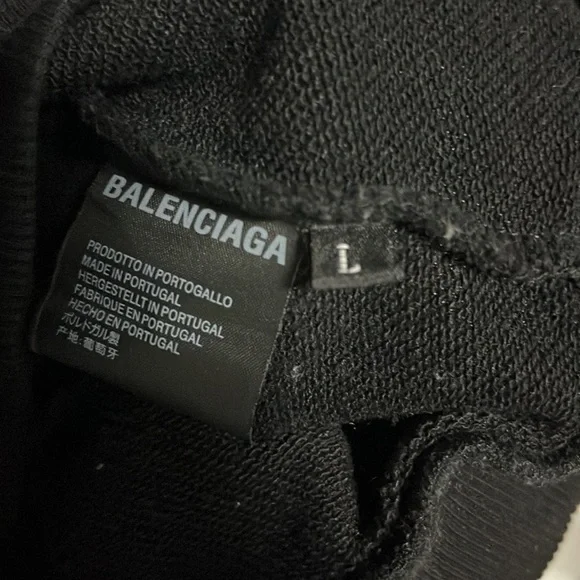 BALENCIAGA
PRODOTTO IN PORTOGALLO
MADE IN PORTUGAL
HERGESTELLT IN PORTUGAL
FABRIQUE EN PORTUGAL
HECHO EN PORTUGAL
ポルトガル製
产地:葡萄牙
L